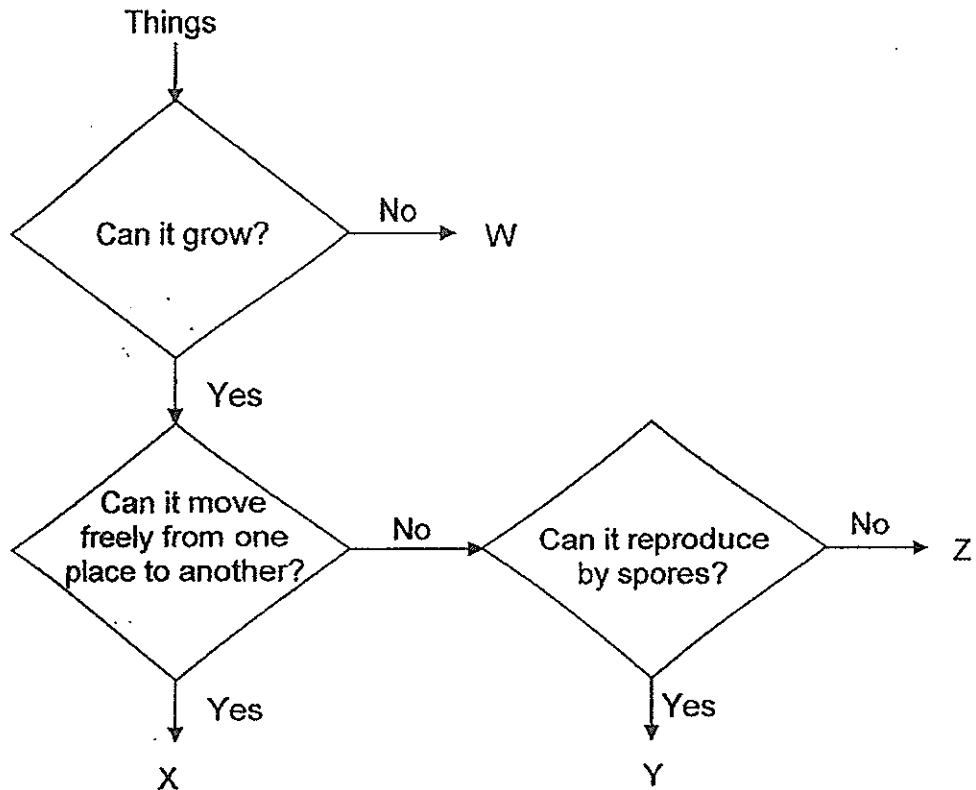 Things
Can it grow?
No
W
Yes
Can it move
freely from one
place to another?
No
Can it reproduce
by spores?
No
Z
Yes
X
Yes
Y